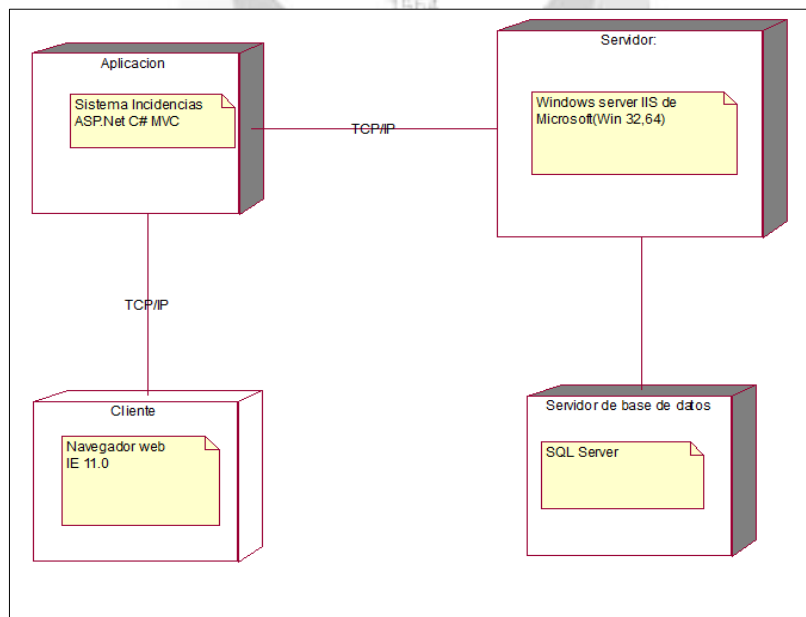 1564
Aplicacion
Sistema Incidencias
ASP.Net C# MVC
TCP/IP
Servidor:
Windows server IIS de
Microsoft(Win 32,64)
TCP/IP
Cliente
Navegador web
IE 11.0
Servidor de base de datos
SQL Server